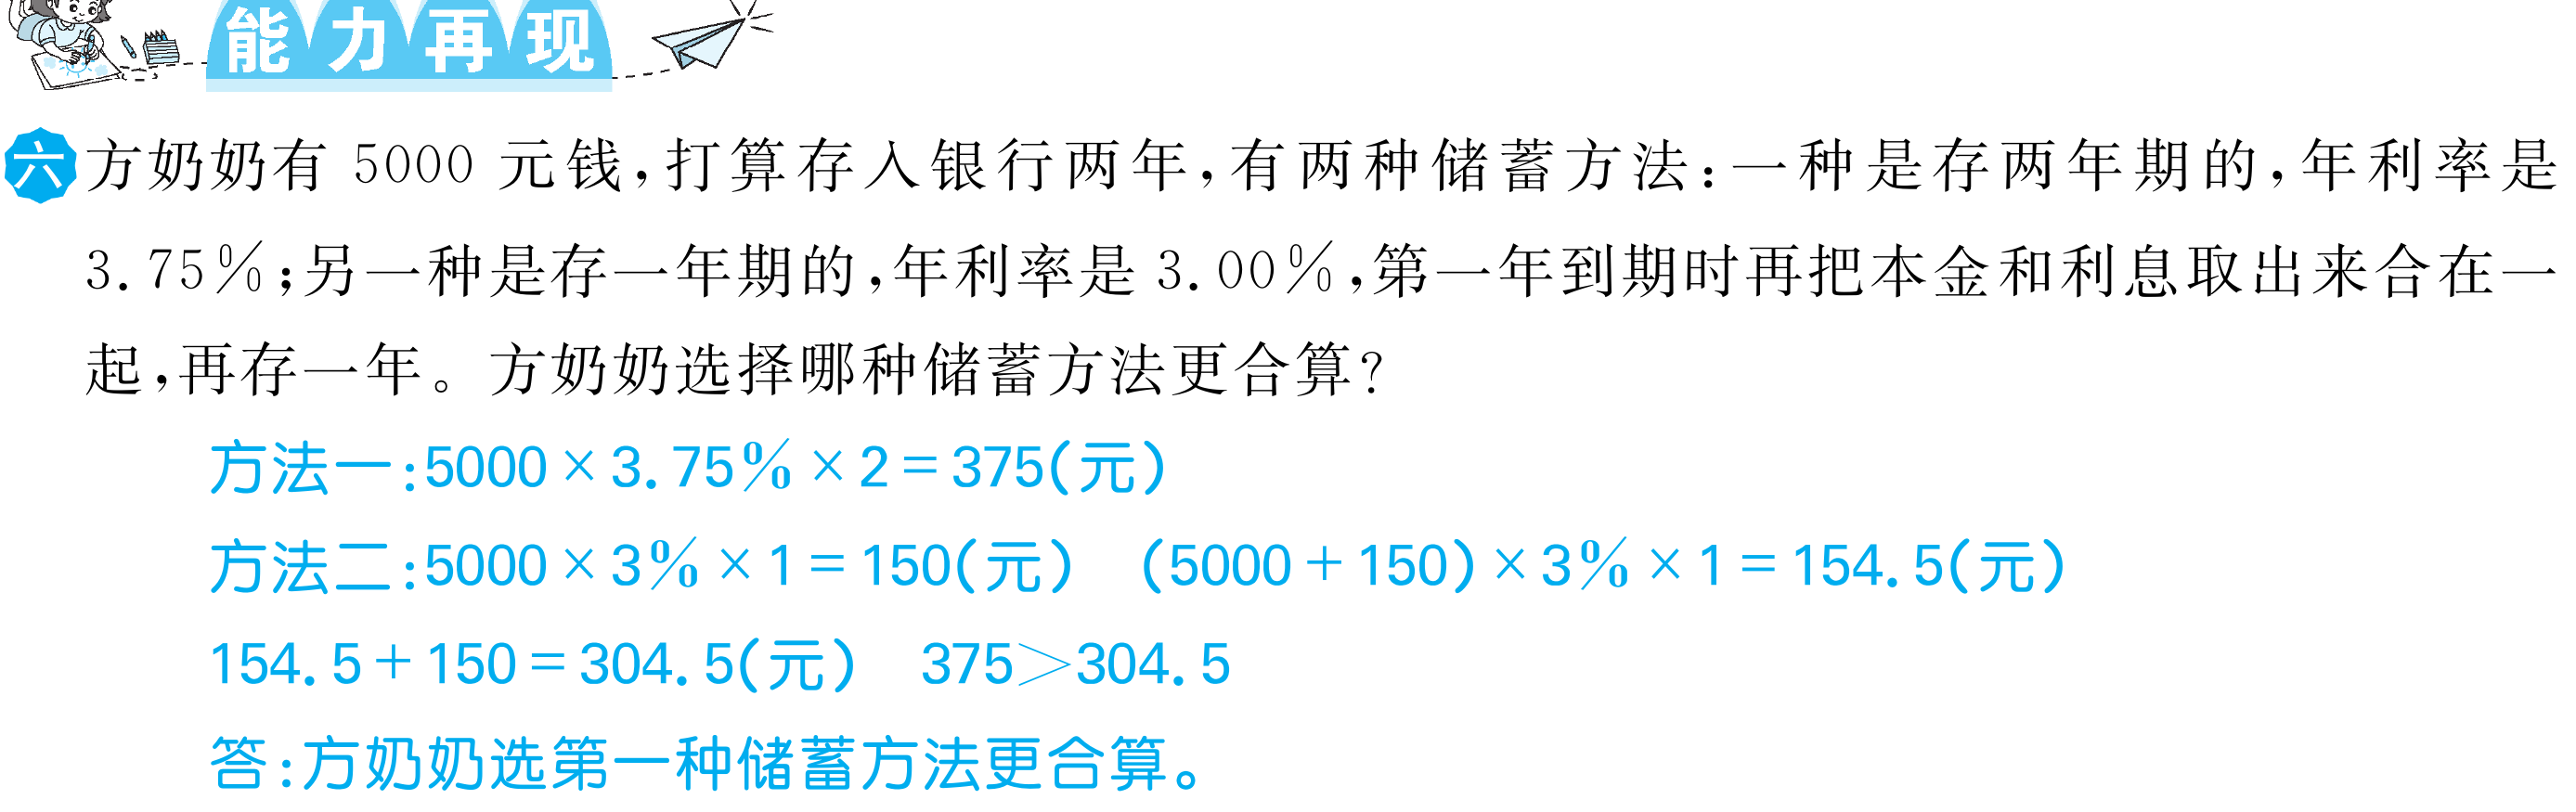 能力再现
六 方奶奶有 5000 元钱,打算存入银行两年,有两种储蓄方法:一种是存两年期的,年利率是
3.75%;另一种是存一年期的,年利率是 3.00%,第一年到期时再把本金和利息取出来合在一
起,再存一年。方奶奶选择哪种储蓄方法更合算?
方法一:5000×3.75%×2=375(元)
方法二:5000×3%×1=150(元) (5000+150)×3%×1=154.5(元)
154.5+150=304.5(元) 375>304.5
答:方奶奶选第一种储蓄方法更合算。